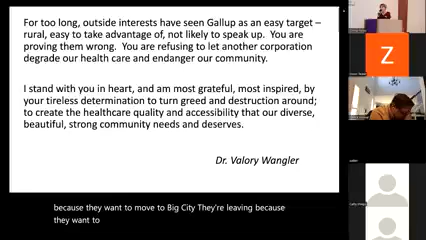 For too long, outside interests have seen Gallup as an easy target –
rural, easy to take advantage of, not likely to speak up. You are
proving them wrong. You are refusing to let another corporation
degrade our health care and endanger our community.
I stand with you in heart, and am most grateful, most inspired, by
your tireless determination to turn greed and destruction around;
to create the healthcare quality and accessibility that our diverse,
beautiful, strong community needs and deserves.
Dr. Valory Wangler
because they want to move to Big City They're leaving because
they want to
Z